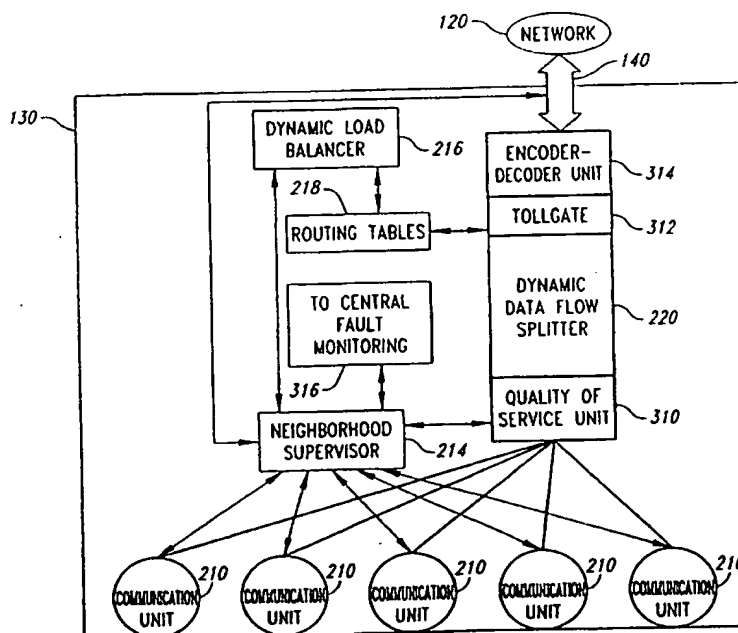 120
NETWORK
140
130
DYNAMIC LOAD
BALANCER
216
ENCODER-
DECODER UNIT
314
218
ROUTING TABLES
TOLLGATE
312
TO CENTRAL
FAULT
MONITORING
316
DYNAMIC
DATA FLOW
SPLITTER
220
QUALITY OF
SERVICE UNIT
310
NEIGHBORHOOD
SUPERVISOR
214
210
COMMUNICATION
UNIT
210
COMMUNICATION
UNIT
210
COMMUNICATION
UNIT
210
COMMUNICATION
UNIT
COMMUNICATION
UNIT